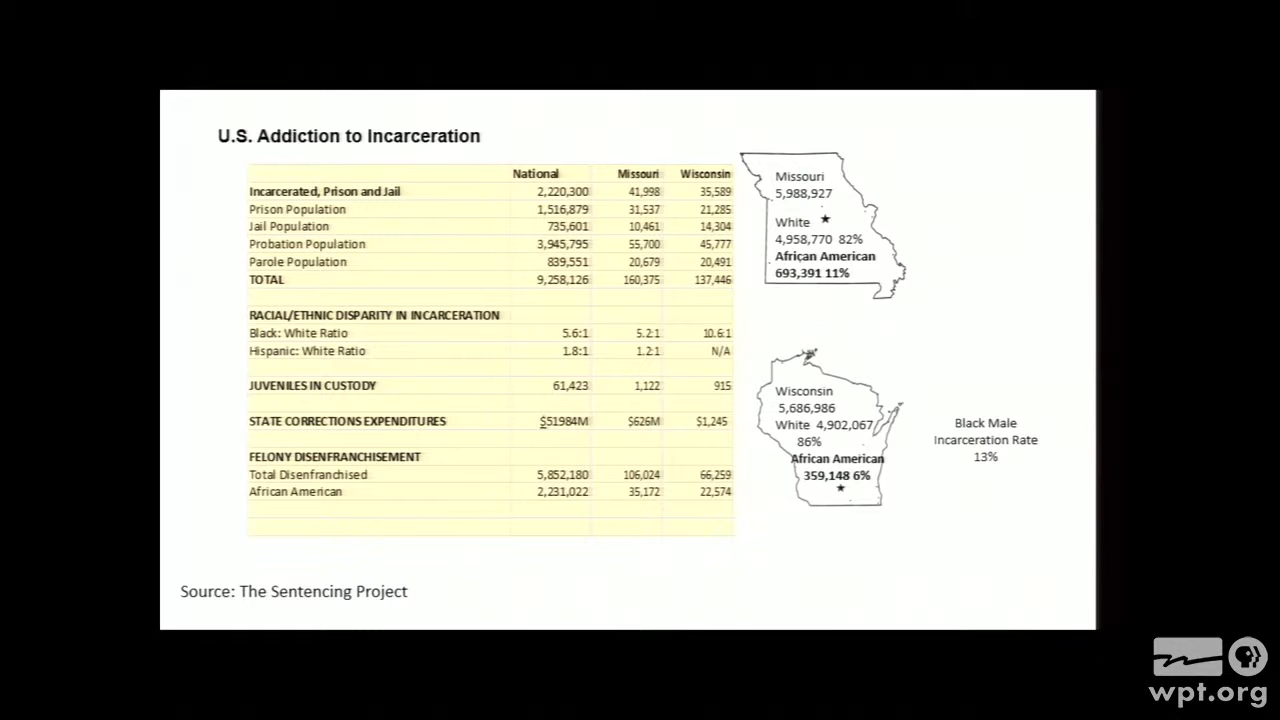 U.S. Addiction to Incarceration
National Missouri Wisconsin
Incarcerated, Prison and Jail 2,220,300 41,998 35,589
Prison Population 1,516,879 31,537 21,285
Jail Population 735,601 10,461 14,304
Probation Population 3,945,795 55,700 45,777
Parole Population 839,551 20,679 20,491
TOTAL 9,258,126 160,375 137,446
RACIAL/ETHNIC DISPARITY IN INCARCERATION
Black: White Ratio 5.6:1 5.2:1 10.6:1
Hispanic: White Ratio 1.8:1 1.2:1 N/A
JUVENILES IN CUSTODY 61,423 1,122 915
STATE CORRECTIONS EXPENDITURES $51984M $626M $1,245
FELONY DISENFRANCHISEMENT
Total Disenfranchised 5,852,180 106,024 66,259
African American 2,231,022 35,172 22,574
Missouri
5,988,927
White
4,958,770 82%
African American
693,391 11%
Wisconsin
5,686,986
White 4,902,067
86%
African American
359,148 6%
Black Male
Incarceration Rate
13%
Source: The Sentencing Project
wpt.org